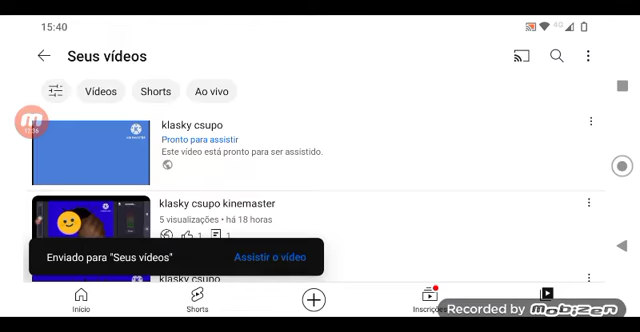 15:40
4G
Seus vídeos
Vídeos
Shorts
Ao vivo
klasky csupo
Pronto para assistir
Este vídeo está pronto para ser assistido.
klasky csupo kinemaster
5 visualizações • há 18 horas
1
1
Enviado para "Seus vídeos"
Assistir o vídeo
klasky csupo
Início
Shorts
Inscrições
Recorded by
MOBIZEN